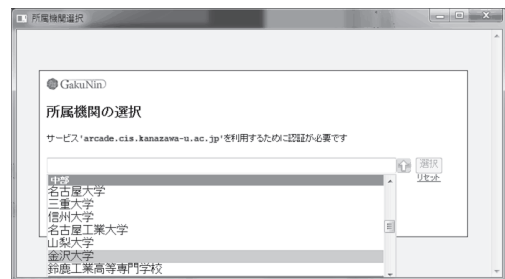 所属機関選択
GakuNin
所属機関の選択
サービス'arcade.cis.kanazawa-u.ac.jp'を利用するために認証が必要です
選択
リセット
中部
名古屋大学
三重大学
信州大学
名古屋工業大学
山梨大学
金沢大学
鈴鹿工業高等専門学校